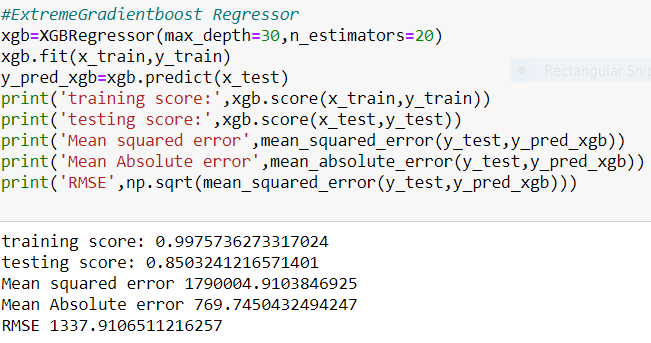 #ExtremeGradientboost Regressor
xgb=XGBRegressor(max_depth=30,n_estimators=20)
xgb.fit(x_train,y_train)
y_pred_xgb=xgb.predict(x_test)
Rectangular Snip
print('training score:',xgb.score(x_train,y_train))
print('testing score:',xgb.score(x_test,y_test))
print('Mean squared error',mean_squared_error(y_test,y_pred_xgb))
print('Mean Absolute error',mean_absolute_error(y_test,y_pred_xgb))
print('RMSE',np.sqrt(mean_squared_error(y_test,y_pred_xgb)))
training score: 0.9975736273317024
testing score: 0.8503241216571401
Mean squared error 1790004.9103846925
Mean Absolute error 769.7450432494247
RMSE 1337.9106511216257